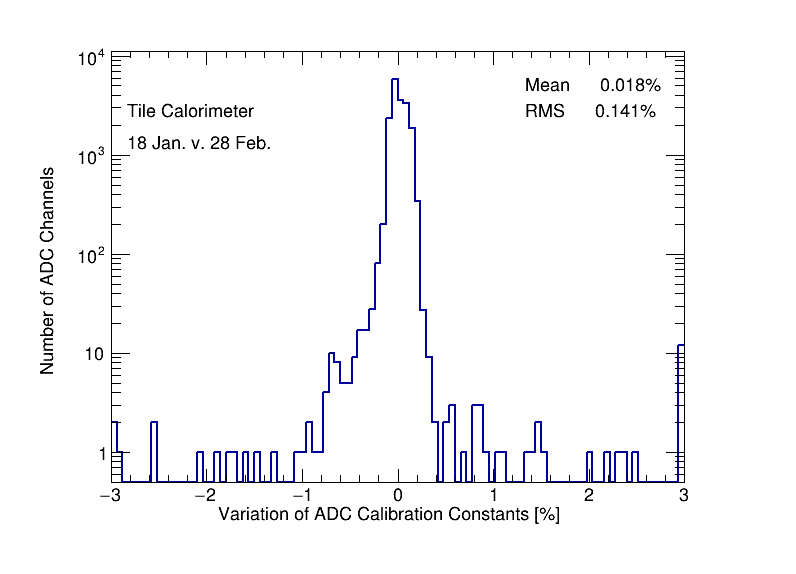 10⁴
Mean 0.018%
Tile Calorimeter
RMS 0.141%
18 Jan. v. 28 Feb.
10³
10²
10
1
Number of ADC Channels
−3 −2 −1 0 1 2 3
Variation of ADC Calibration Constants [%]